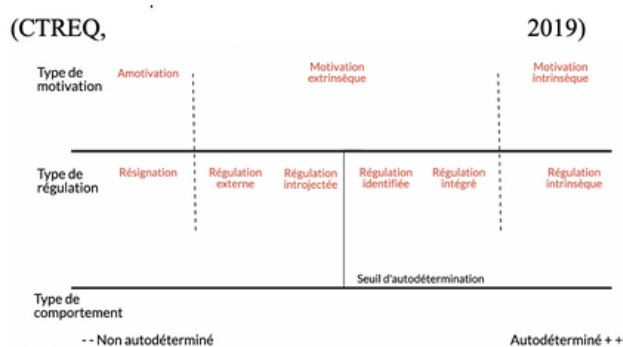 (CTREQ, 2019)
Type de
motivation
Amotivation
Motivation
extrinsèque
Motivation
intrinsèque
Type de
régulation
Résignation
Régulation
externe
Régulation
introjectée
Régulation
identifiée
Régulation
intégrè
Régulation
intrinsèque
Seuil d'autodétermination
Type de
comportement
- - Non autodéterminé
Autodéterminé + +